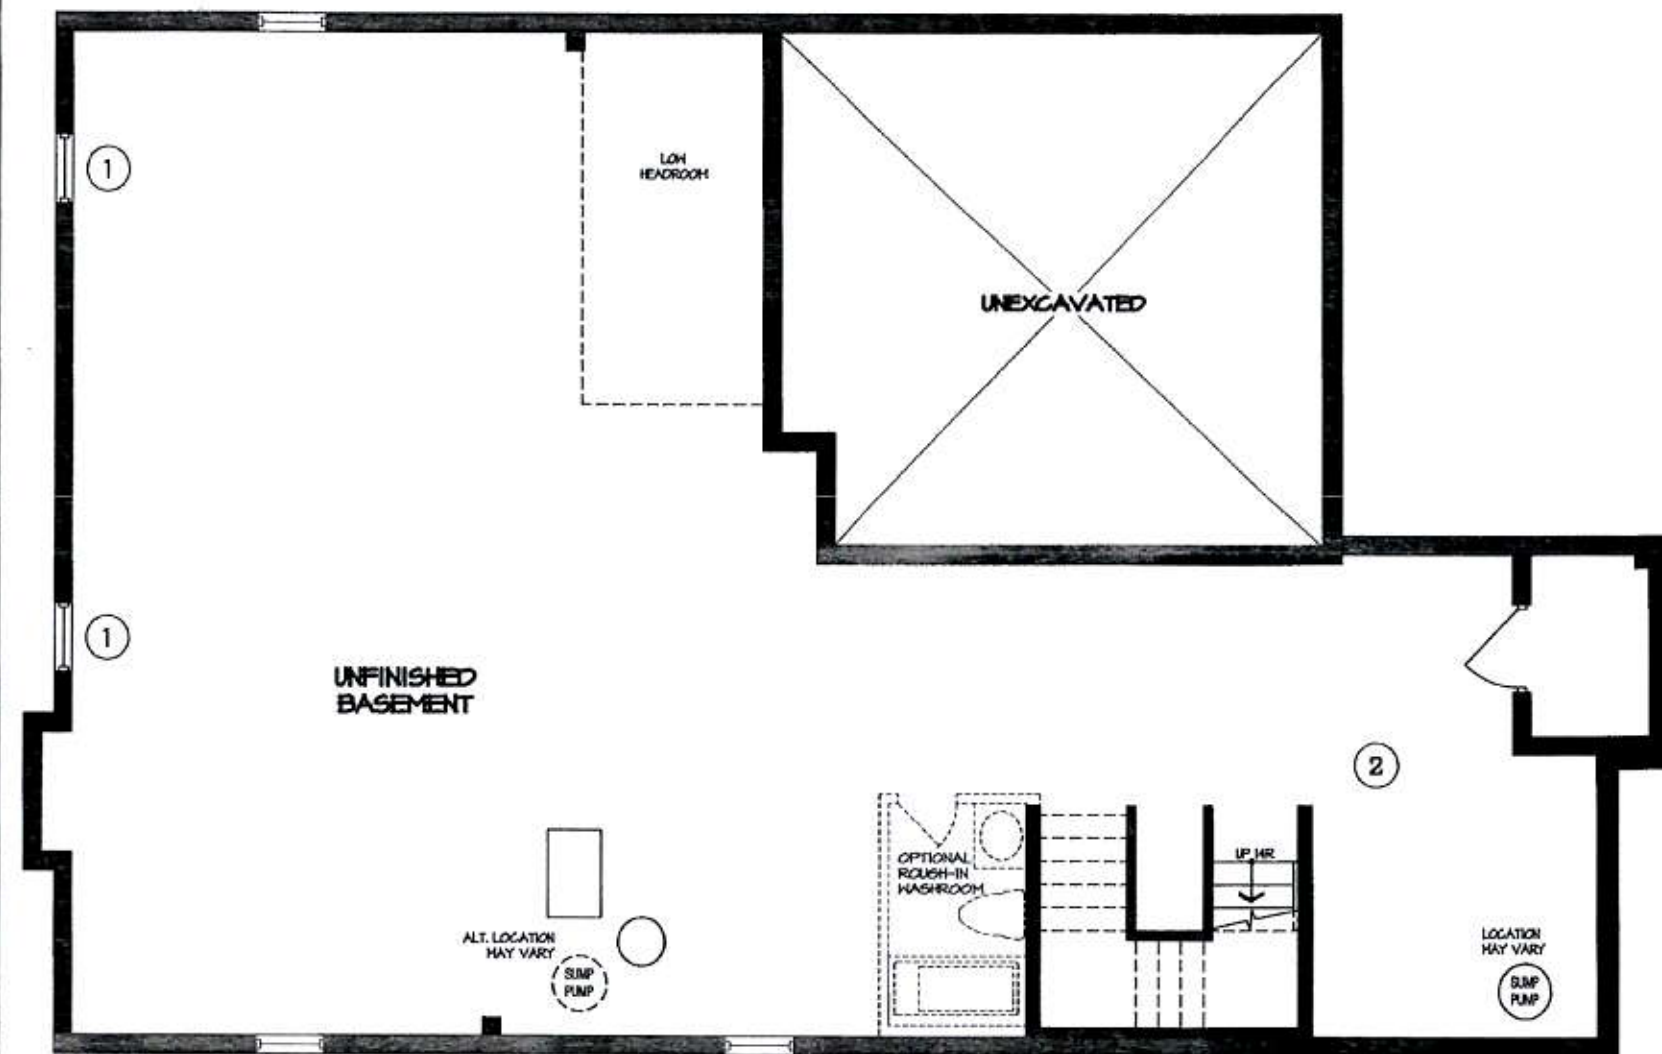 1
LOW
HEADROOM
UNEXCAVATED
1
UNFINISHED
BASEMENT
2
OPTIONAL
ROUGH-IN
WASHROOM
UP 14R
ALT. LOCATION
MAY VARY
SUMP
PUMP
LOCATION
MAY VARY
SUMP
PUMP